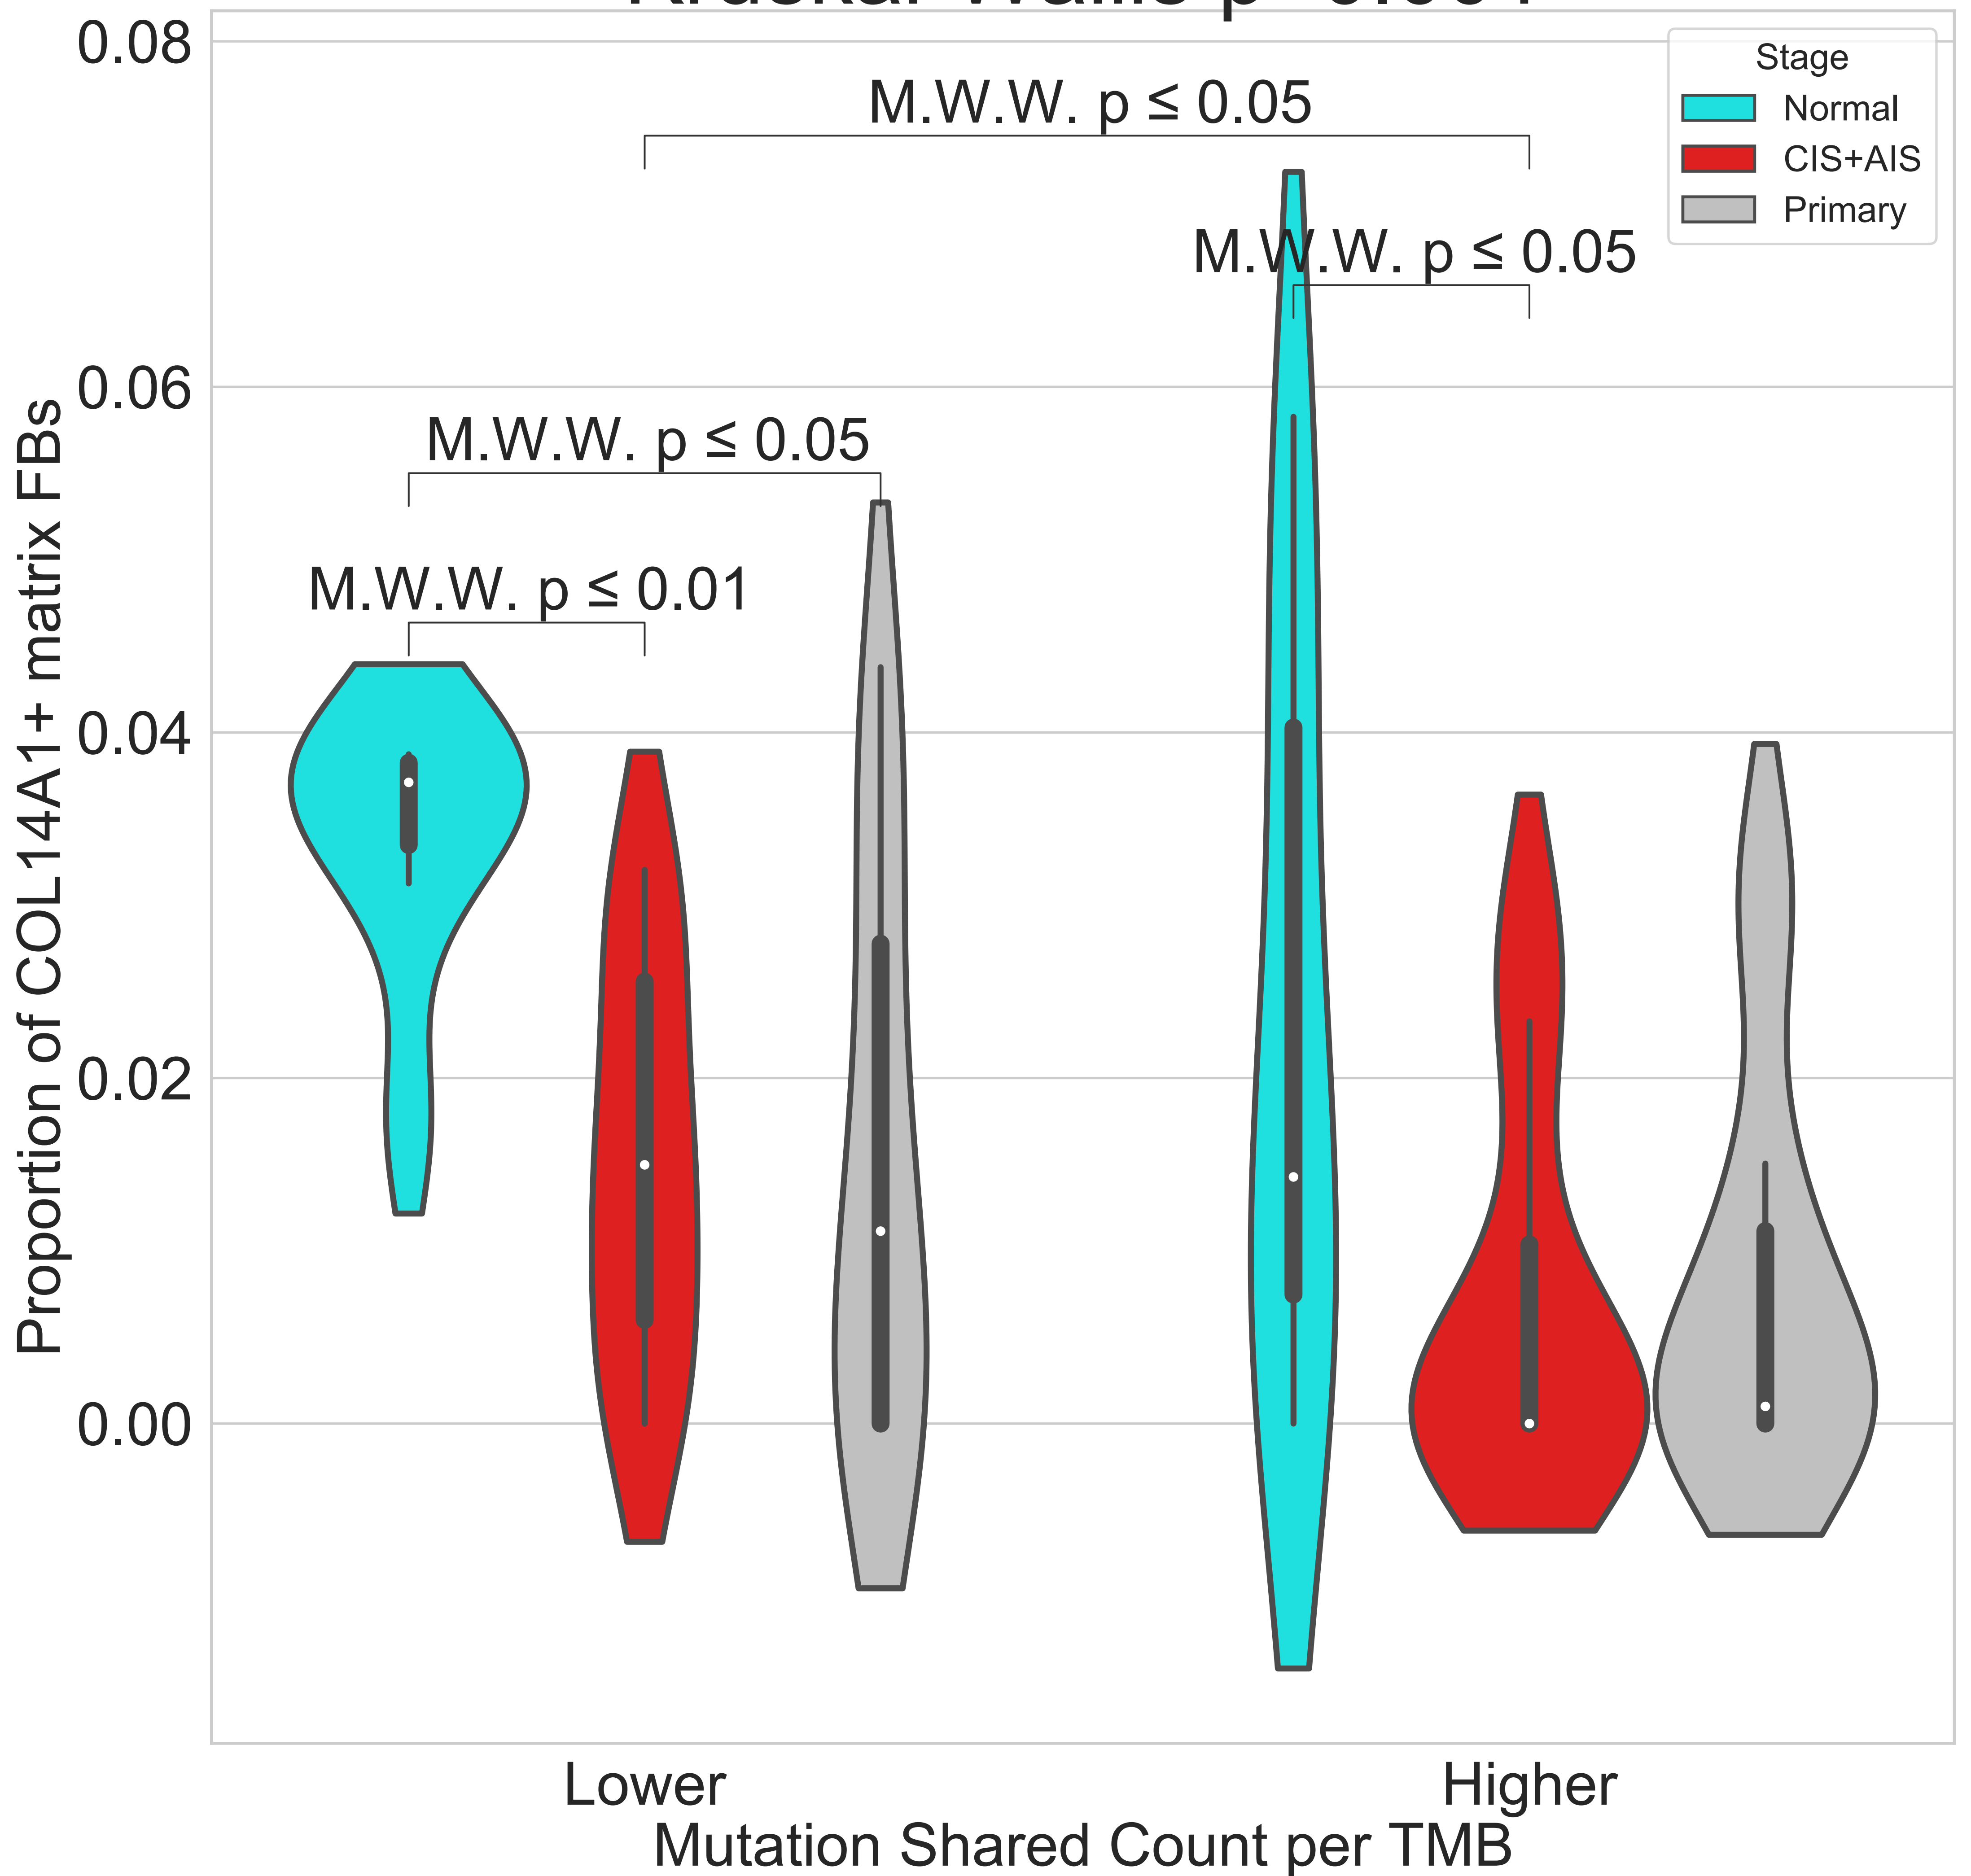 0.08
0.06
0.04
0.02
0.00
Proportion of COL14A1+ matrix FBs
M.W.W. p ≤ 0.05
M.W.W. p ≤ 0.05
M.W.W. p ≤ 0.05
M.W.W. p ≤ 0.01
Stage
Normal
CIS+AIS
Primary
Lower
Higher
Mutation Shared Count per TMB